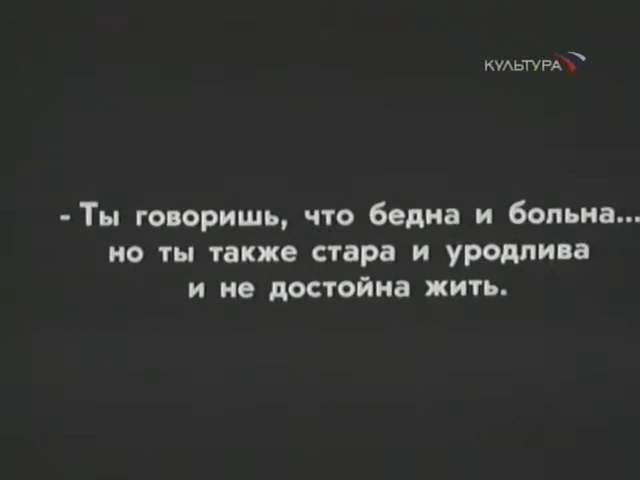 КУЛЬТУРА
- Ты говоришь, что бедна и больна...
но ты также стара и уродлива
и не достойна жить.